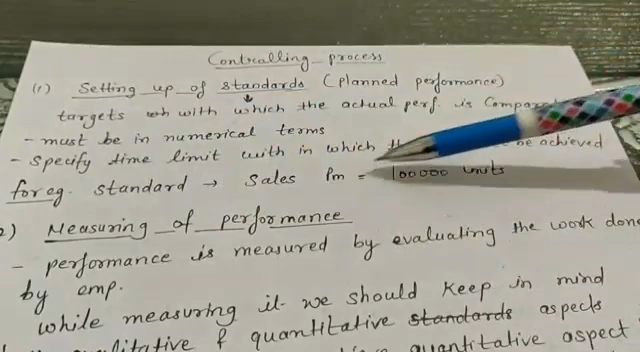 Contralling process
(1) Setting up of standards (planned performance)
targets with which the actual perf. is Compar
- must be in numerical terms
- Specify time limit with in which be achieved
for eg. standard → Sales Pm = 100000 units
2) Measuring of performance
- performance is measured by evaluating the work done
by emp.
while measuring it we should keep in mind
qualitative & quantitative standards aspects
quantitative aspect